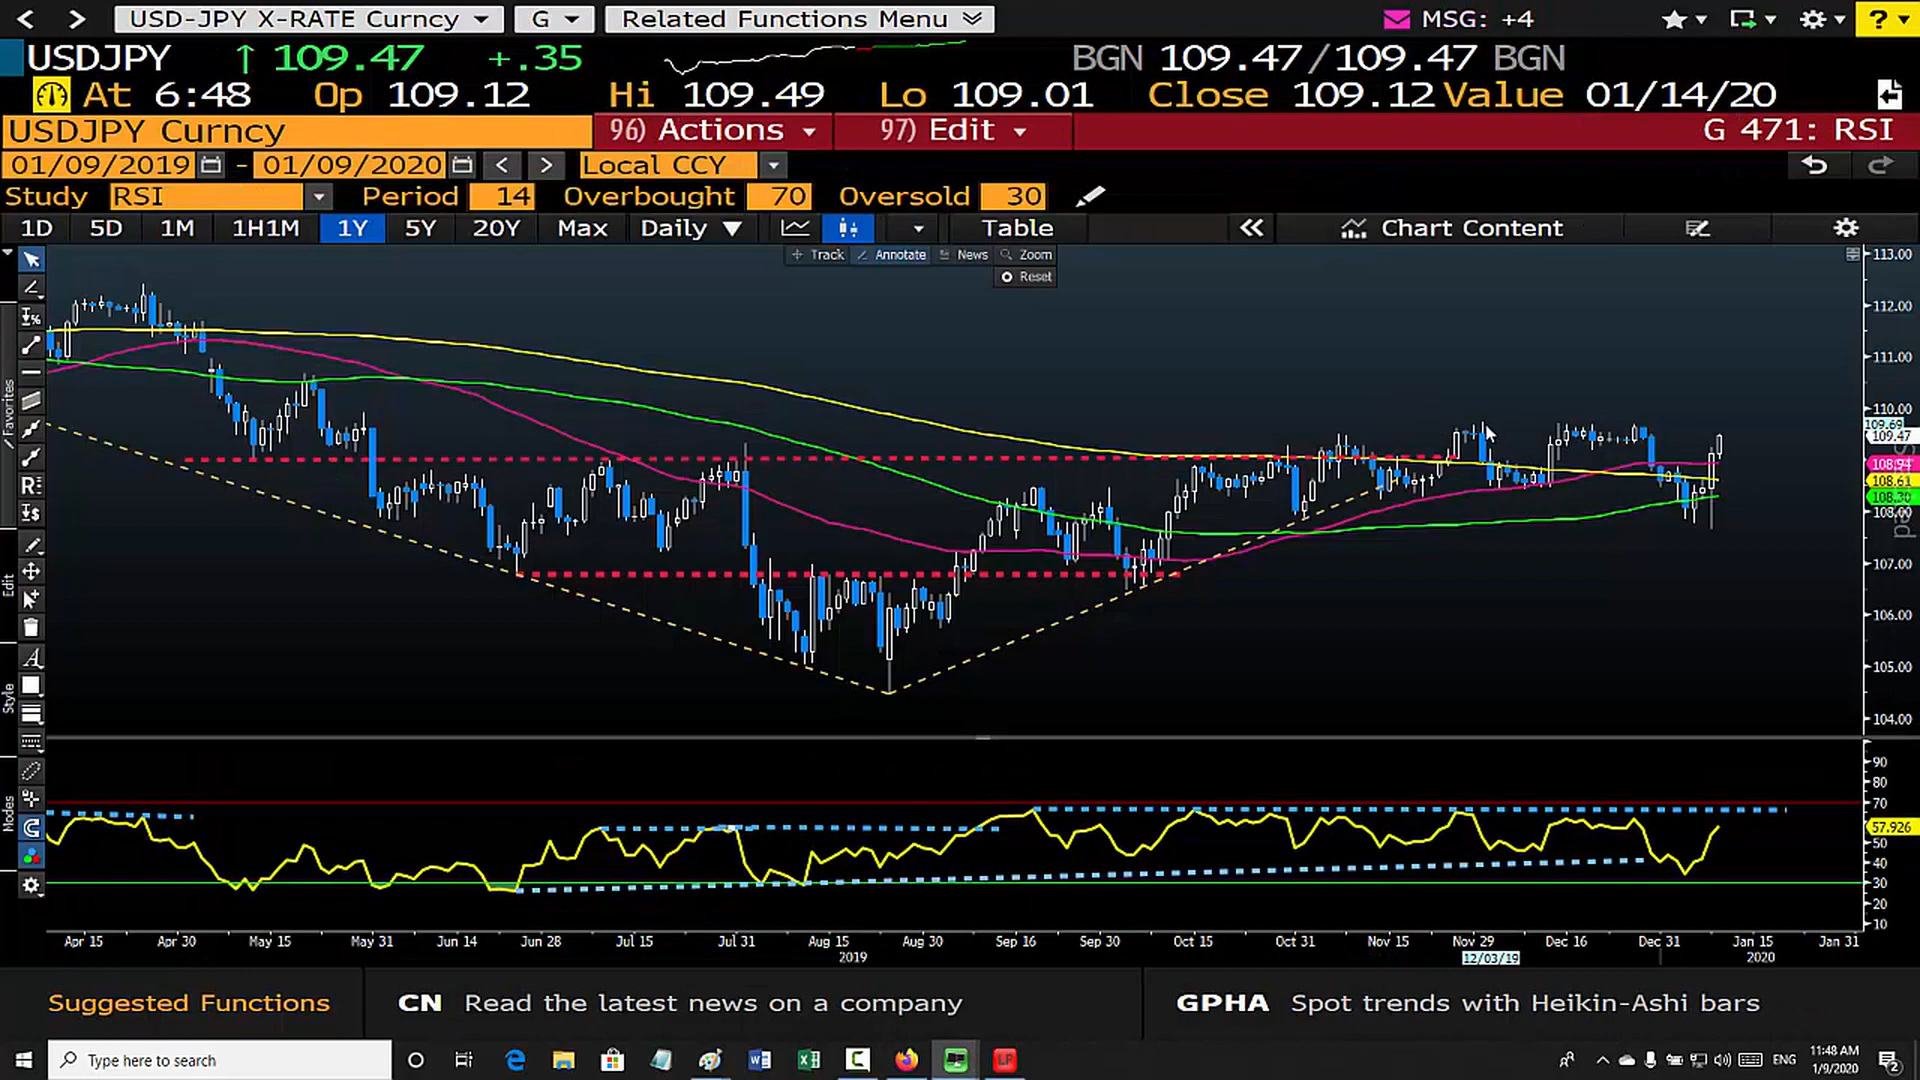 USD-JPY X-RATE Curncy G Related Functions Menu MSG: +4 ?
USDJPY ↑ 109.47 +.35 BGN 109.47/109.47 BGN
At 6:48 Op 109.12 Hi 109.49 Lo 109.01 Close 109.12 Value 01/14/20
USDJPY Curncy 96) Actions 97) Edit G 471: RSI
01/09/2019 - 01/09/2020 < > Local CCY
Study RSI Period 14 Overbought 70 Oversold 30
1D 5D 1M 1H1M 1Y 5Y 20Y Max Daily ▼ Table « Chart Content
Track Annotate News Zoom
Reset
113.00
112.00
111.00
110.00
109.69
109.47
108.94
108.61
108.30
108.00
107.00
106.00
105.00
104.00
Favorites
Edit
Style
Modes
90
80
70
57.926
50
40
30
20
10
Apr 15 Apr 30 May 15 May 31 Jun 14 Jun 28 Jul 15 Jul 31 Aug 15 Aug 30 Sep 16 Sep 30 Oct 15 Oct 31 Nov 15 Nov 29 Dec 16 Dec 31 Jan 15 Jan 31
2019 12/03/19 2020
Suggested Functions CN Read the latest news on a company GPHA Spot trends with Heikin-Ashi bars
Type here to search
ENG 11:48 AM
1/9/2020
2